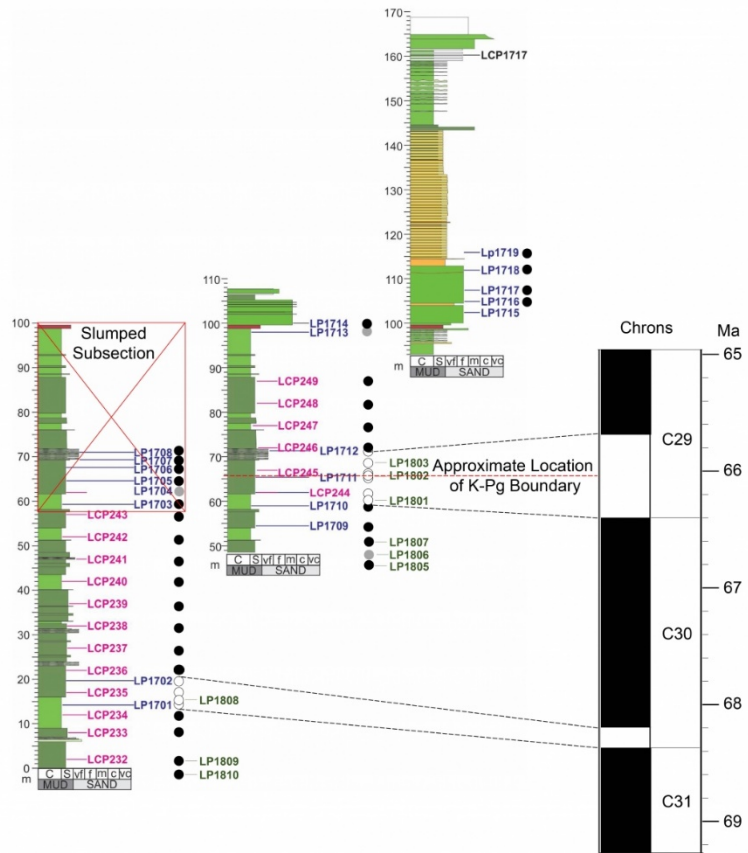 170
160
150
140
130
120
110
100
m
C S vf f m c vc
MUD SAND
LCP1717
Lp1719
LP1718
LP1717
LP1716
LP1715
110
100
90
80
70
60
50
m
C S vf f m c vc
MUD SAND
LP1714
LP1713
LCP249
LCP248
LCP247
LCP246
LP1712
LP1803
LCP245
LP1711
LP1802
LCP244
LP1801
LP1710
LP1709
LP1807
LP1806
LP1805
100
90
80
70
60
50
40
30
20
10
0
m
C S vf f m c vc
MUD SAND
Slumped
Subsection
LP1708
LP1707
LP1706
LP1705
LP1704
LP1703
LCP243
LCP242
LCP241
LCP240
LCP239
LCP238
LCP237
LCP236
LP1702
LCP235
LP1808
LP1701
LCP234
LCP233
LCP232
LP1809
LP1810
Approximate Location
of K-Pg Boundary
Chrons
Ma
C29
C30
C31
65
66
67
68
69